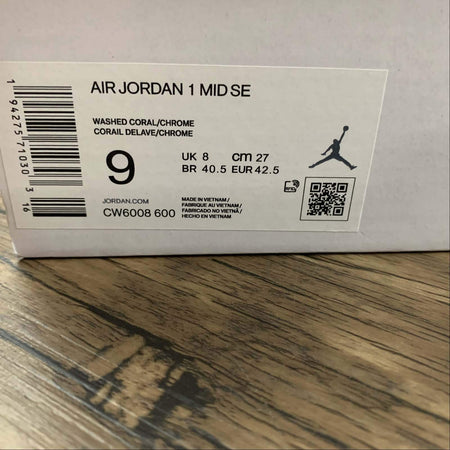 AIR JORDAN 1 MID SE
WASHED CORAL/CHROME
CORAIL DELAVE/CHROME
9
UK 8 cm 27
BR 40.5 EUR 42.5
JORDAN.COM
CW6008 600
MADE IN VIETNAM/
FABRIQUE AU VIETNAM/
FABRICADO NO VIETNÃ/
HECHO EN VIETNAM
1 94275 71030 3
16